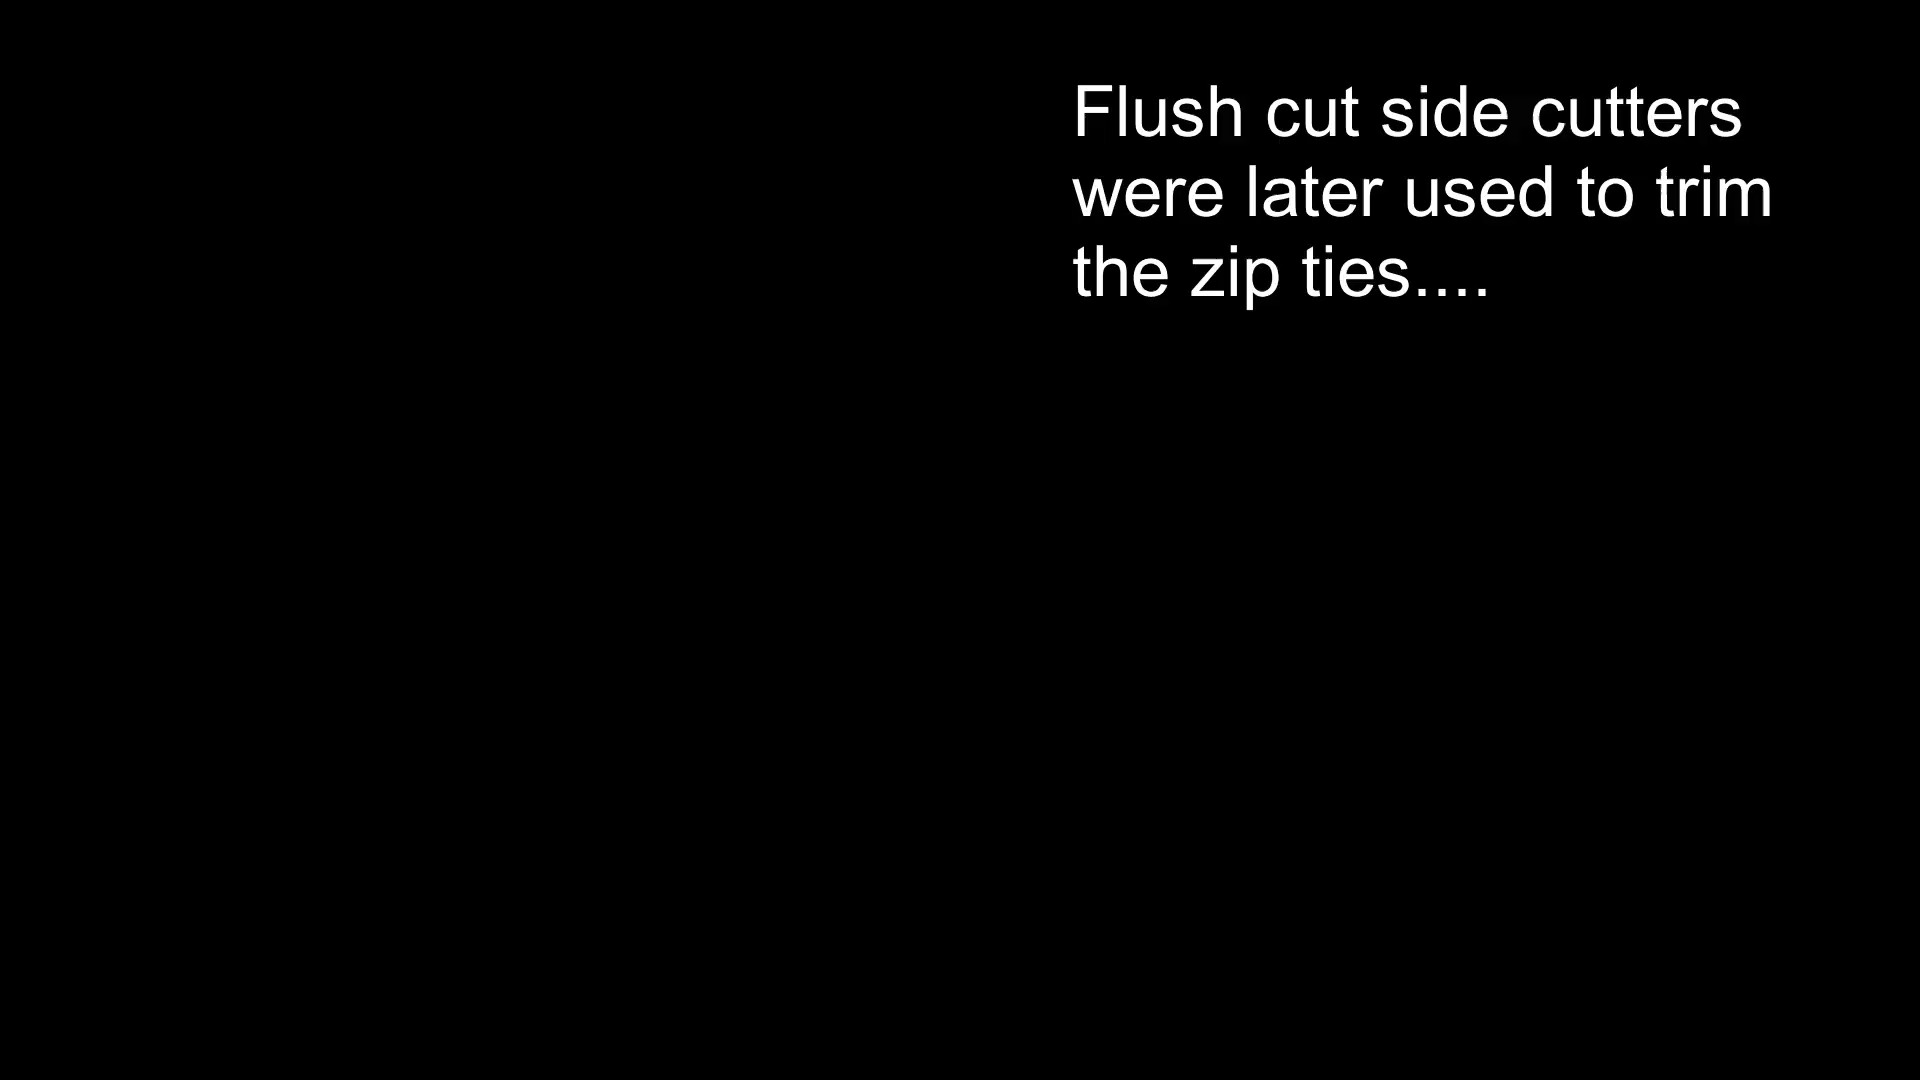 Flush cut side cutters
were later used to trim
the zip ties....